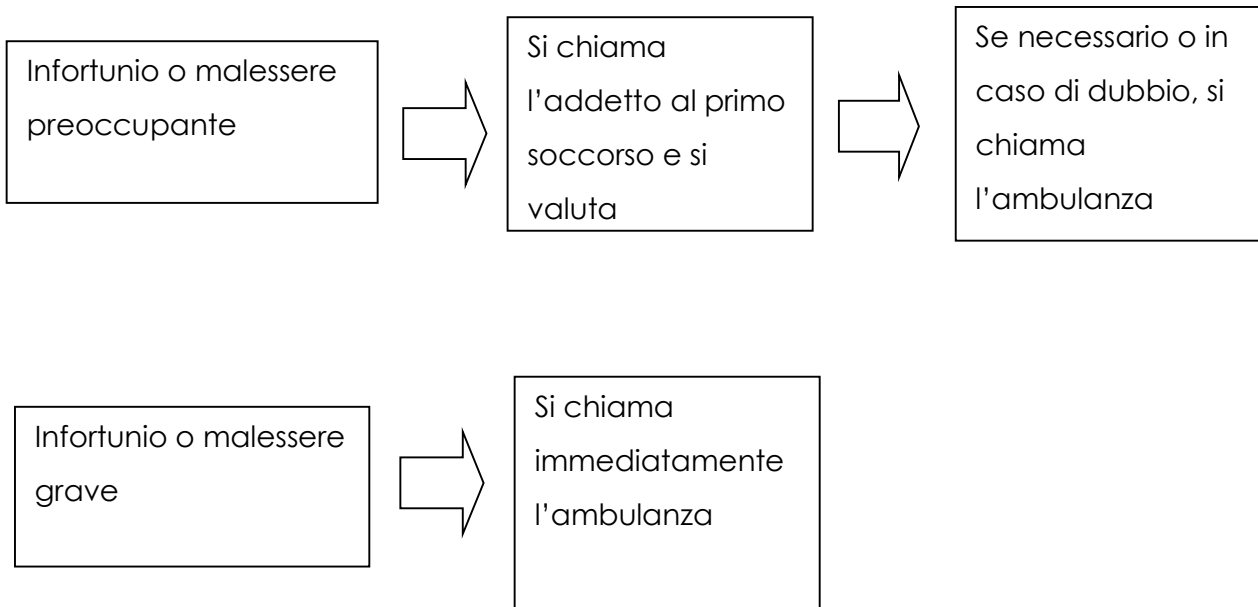 Infortunio o malessere
preoccupante
Si chiama
l’addetto al primo
soccorso e si
valuta
Se necessario o in
caso di dubbio, si
chiama
l’ambulanza
Infortunio o malessere
grave
Si chiama
immediatamente
l’ambulanza